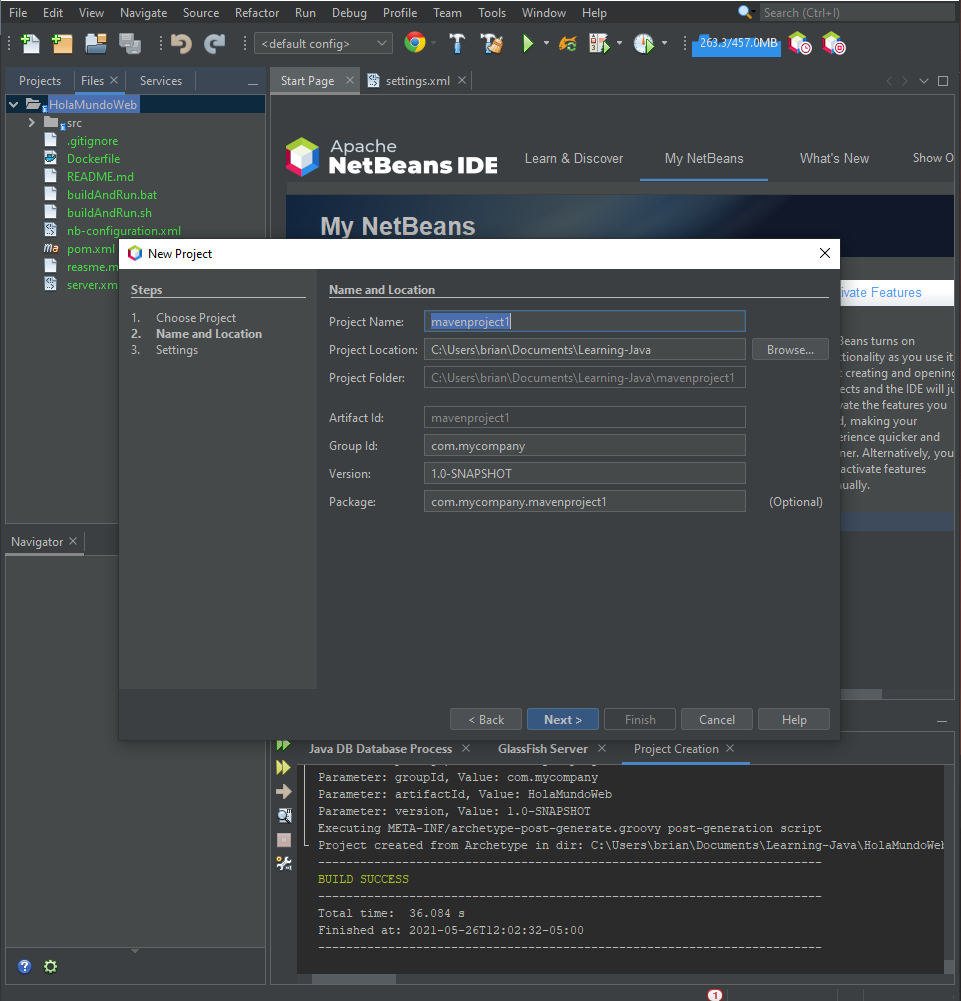 File Edit View Navigate Source Refactor Run Debug Profile Team Tools Window Help
Search (Ctrl+I)
<default config>
263.3/457.0MB
Projects Files Services
Start Page settings.xml
HolaMundoWeb
src
.gitignore
Dockerfile
README.md
buildAndRun.bat
buildAndRun.sh
nb-configuration.xml
pom.xml
reasme.m
server.xm
Apache
NetBeans IDE
Learn & Discover My NetBeans What's New Show O
My NetBeans
New Project
Steps
1. Choose Project
2. Name and Location
3. Settings
Name and Location
Project Name: mavenproject1
Project Location: C:\Users\brian\Documents\Learning-Java Browse...
Project Folder: C:\Users\brian\Documents\Learning-Java\mavenproject1
Artifact Id: mavenproject1
Group Id: com.mycompany
Version: 1.0-SNAPSHOT
Package: com.mycompany.mavenproject1 (Optional)
< Back Next > Finish Cancel Help
ivate Features
Beans turns on
ctionality as you use it
creating and opening
ects and the IDE will ju
vate the features you
d, making your
erience quicker and
ner. Alternatively, you
activate features
ually.
Navigator
Java DB Database Process GlassFish Server Project Creation
Parameter: groupId, Value: com.mycompany
Parameter: artifactId, Value: HolaMundoWeb
Parameter: version, Value: 1.0-SNAPSHOT
Executing META-INF/archetype-post-generate.groovy post-generation script
Project created from Archetype in dir: C:\Users\brian\Documents\Learning-Java\HolaMundoWeb
------------------------------------------------------------------------
BUILD SUCCESS
------------------------------------------------------------------------
Total time: 36.084 s
Finished at: 2021-05-26T12:02:32-05:00
------------------------------------------------------------------------
1